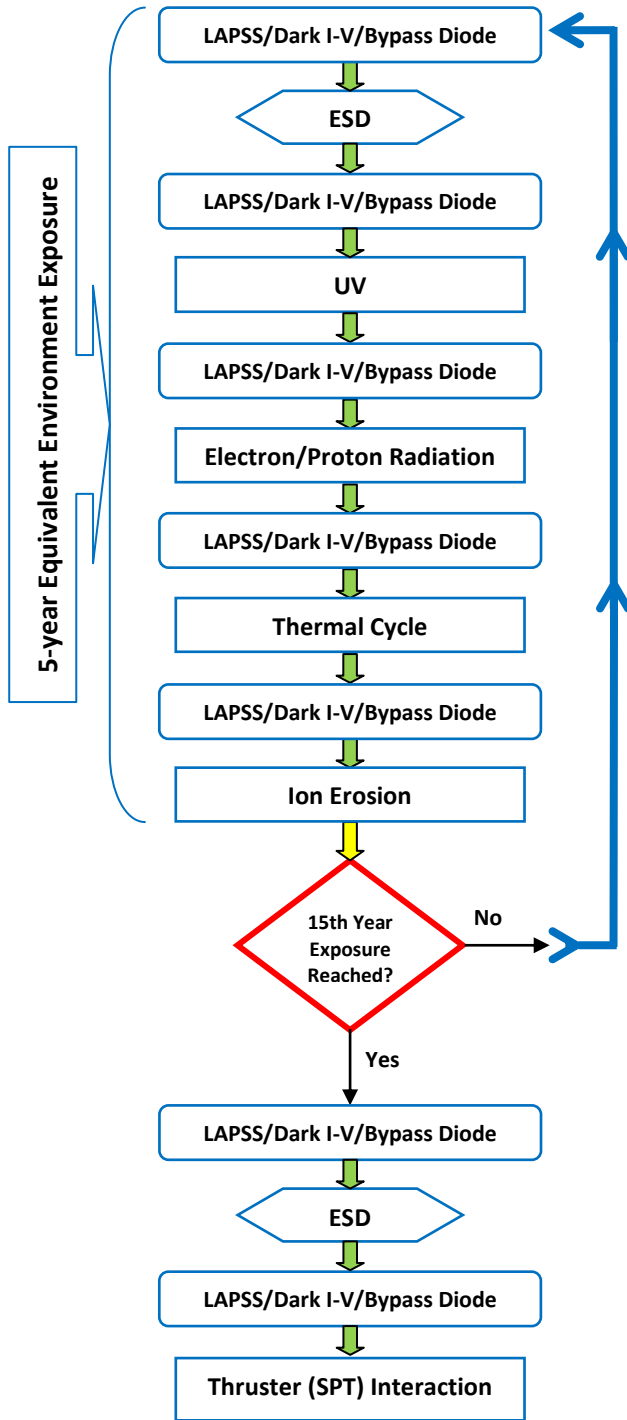 LAPSS/Dark I-V/Bypass Diode
ESD
LAPSS/Dark I-V/Bypass Diode
5-year Equivalent Environment Exposure
UV
LAPSS/Dark I-V/Bypass Diode
Electron/Proton Radiation
LAPSS/Dark I-V/Bypass Diode
Thermal Cycle
LAPSS/Dark I-V/Bypass Diode
Ion Erosion
15th Year
Exposure
Reached?
No
Yes
LAPSS/Dark I-V/Bypass Diode
ESD
LAPSS/Dark I-V/Bypass Diode
Thruster (SPT) Interaction